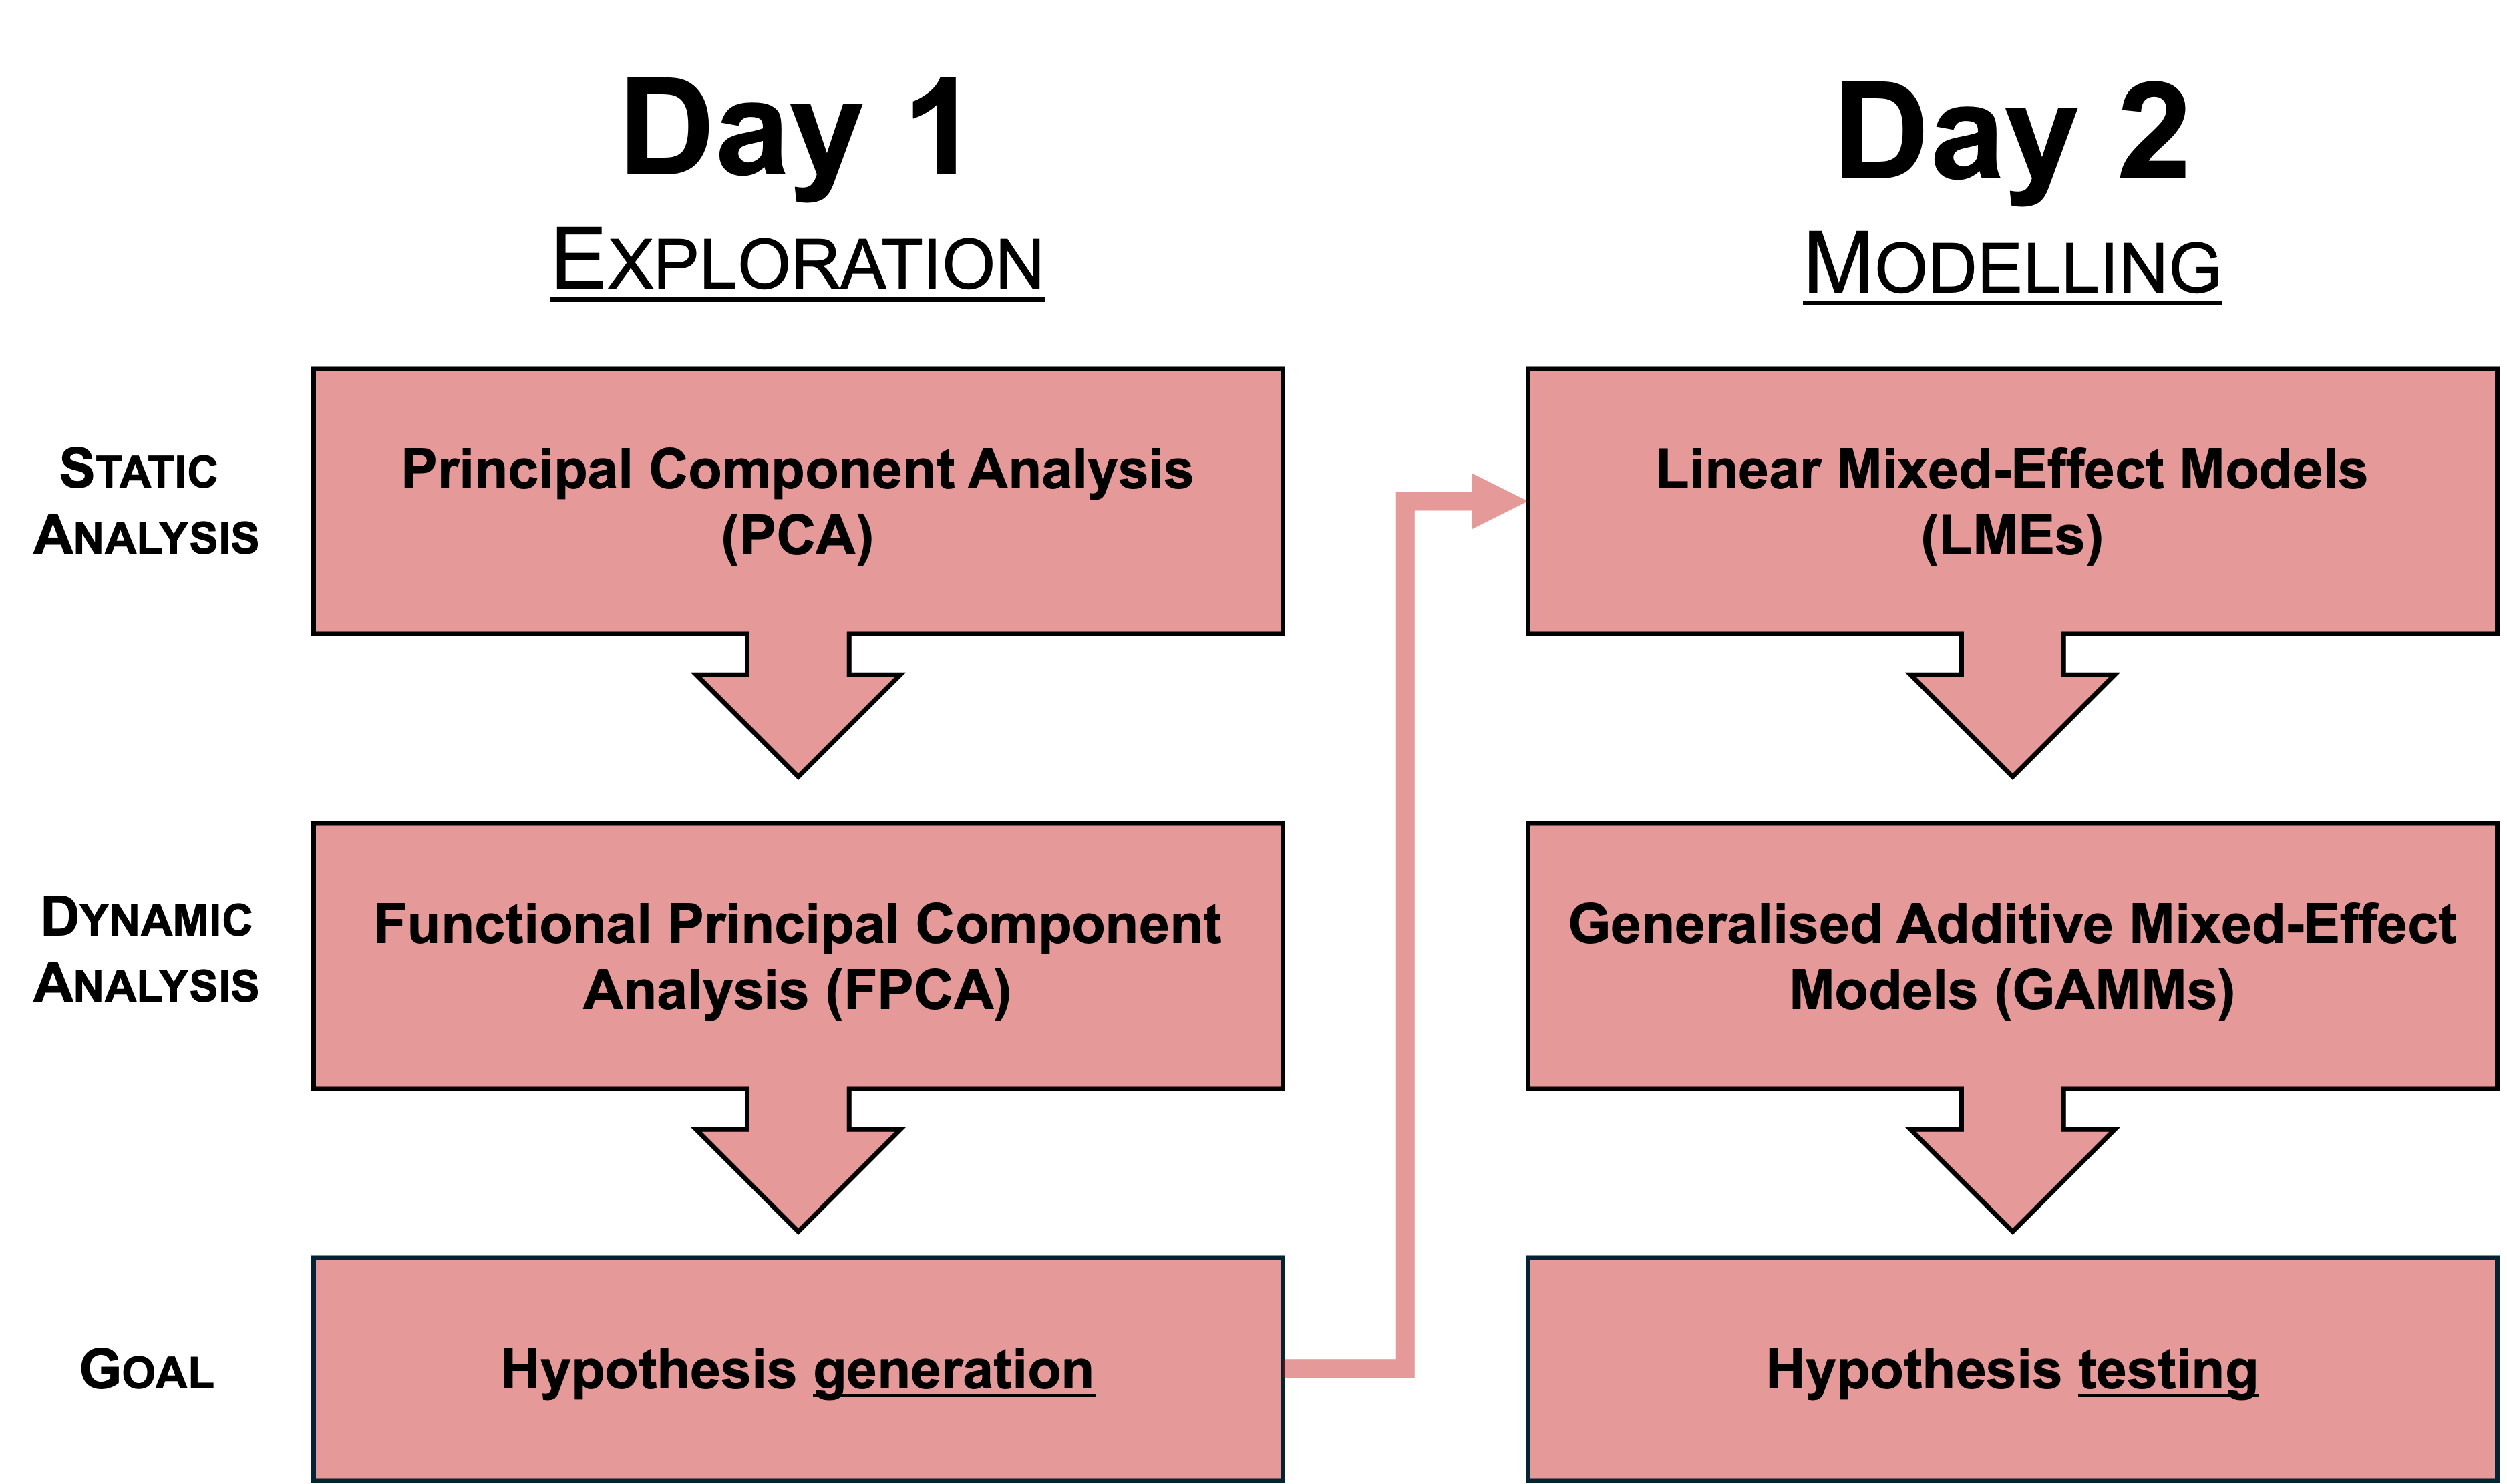 Day 1
Day 2
EXPLORATION
MODELLING
STATIC
ANALYSIS
Principal Component Analysis
(PCA)
Linear Mixed-Effect Models
(LMEs)
DYNAMIC
ANALYSIS
Functional Principal Component
Analysis (FPCA)
Generalised Additive Mixed-Effect
Models (GAMMs)
GOAL
Hypothesis generation
Hypothesis testing